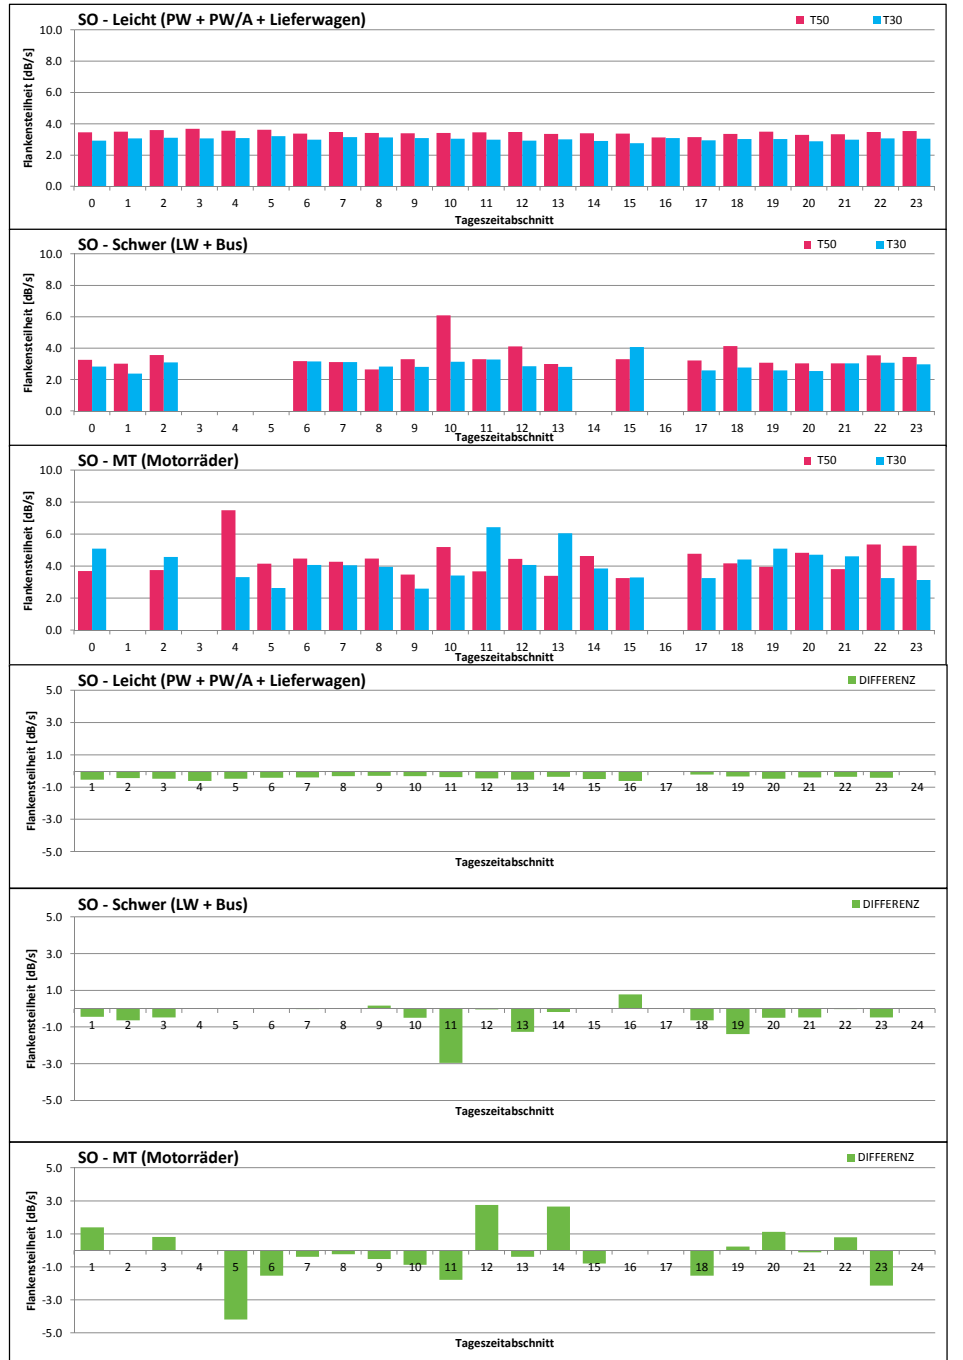 SO - Leicht (PW + PW/A + Lieferwagen)
T50 T30
Flankensteilheit [dB/s]
10.0
8.0
6.0
4.0
2.0
0.0
0 1 2 3 4 5 6 7 8 9 10 11 12 13 14 15 16 17 18 19 20 21 22 23
Tageszeitabschnitt
SO - Schwer (LW + Bus)
T50 T30
Flankensteilheit [dB/s]
10.0
8.0
6.0
4.0
2.0
0.0
0 1 2 3 4 5 6 7 8 9 10 11 12 13 14 15 16 17 18 19 20 21 22 23
Tageszeitabschnitt
SO - MT (Motorräder)
T50 T30
Flankensteilheit [dB/s]
10.0
8.0
6.0
4.0
2.0
0.0
0 1 2 3 4 5 6 7 8 9 10 11 12 13 14 15 16 17 18 19 20 21 22 23
Tageszeitabschnitt
SO - Leicht (PW + PW/A + Lieferwagen)
DIFFERENZ
Flankensteilheit [dB/s]
5.0
3.0
1.0
-1.0
-3.0
-5.0
1 2 3 4 5 6 7 8 9 10 11 12 13 14 15 16 17 18 19 20 21 22 23 24
Tageszeitabschnitt
SO - Schwer (LW + Bus)
DIFFERENZ
Flankensteilheit [dB/s]
5.0
3.0
1.0
-1.0
-3.0
-5.0
1 2 3 4 5 6 7 8 9 10 11 12 13 14 15 16 17 18 19 20 21 22 23 24
Tageszeitabschnitt
SO - MT (Motorräder)
DIFFERENZ
Flankensteilheit [dB/s]
5.0
3.0
1.0
-1.0
-3.0
-5.0
1 2 3 4 5 6 7 8 9 10 11 12 13 14 15 16 17 18 19 20 21 22 23 24
Tageszeitabschnitt